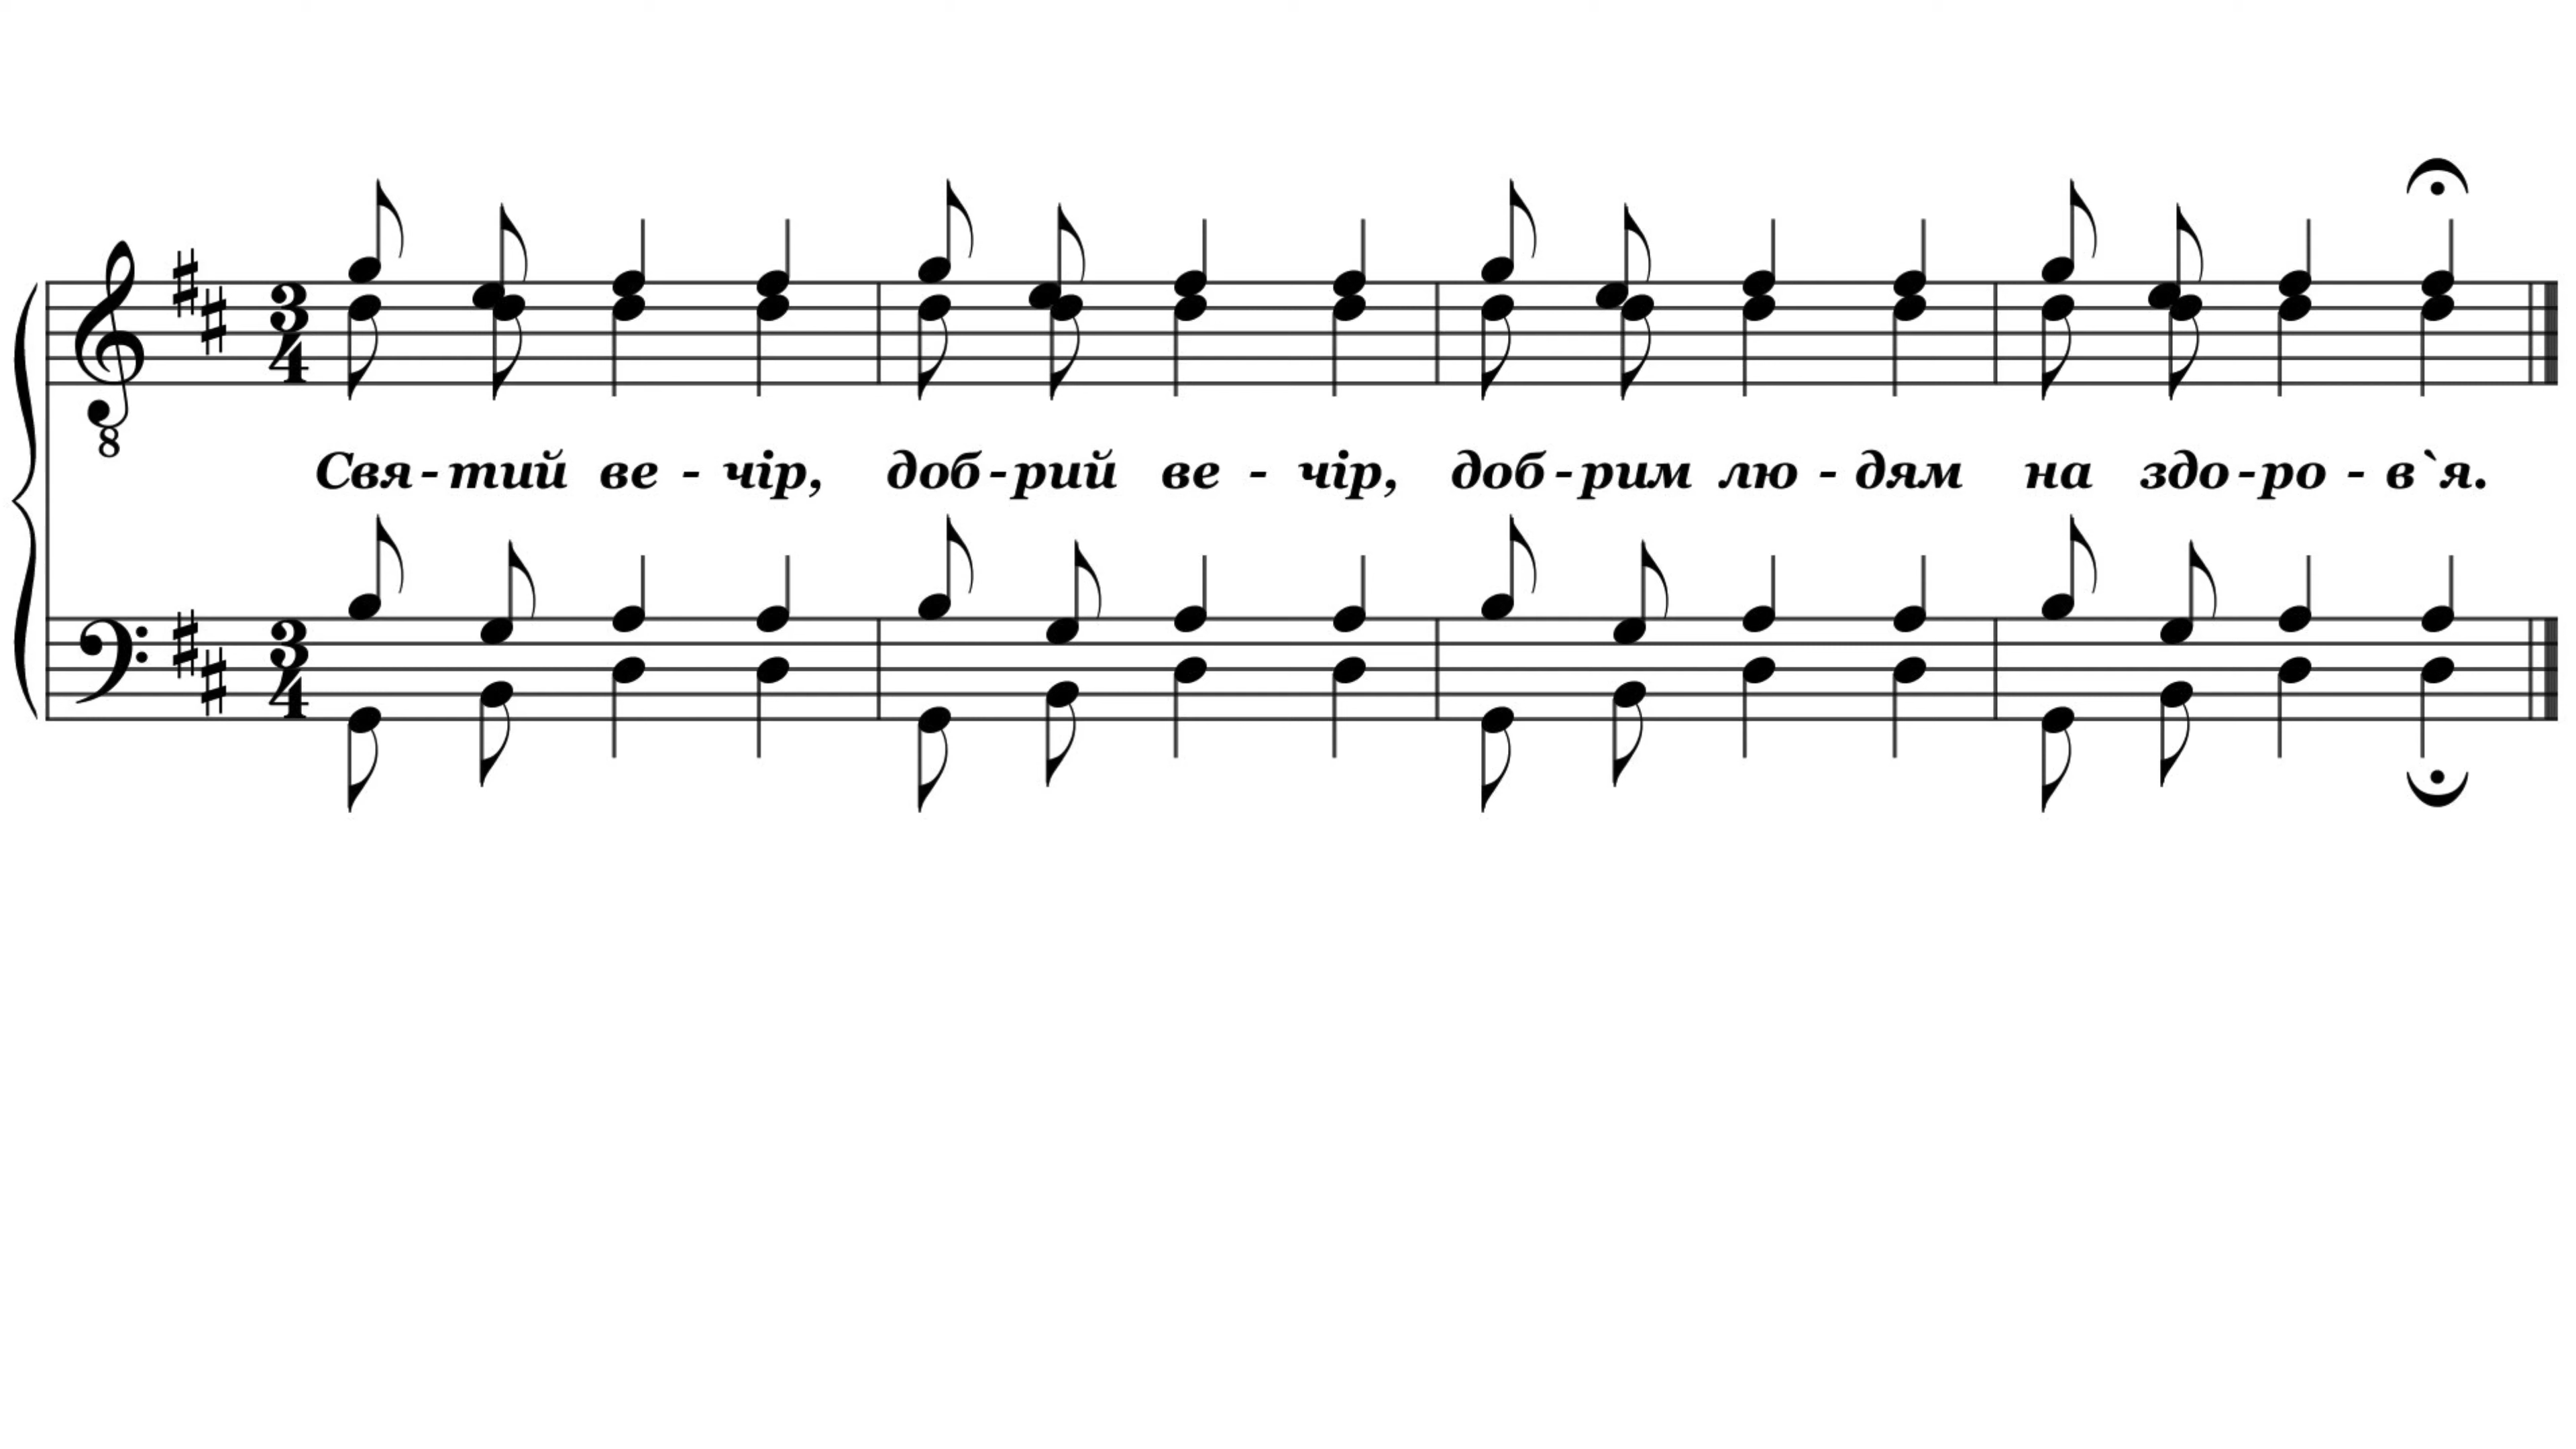 Свя-тий ве - чір, доб-рий ве - чір, доб-рим лю - дям на здо-ро - в`я.